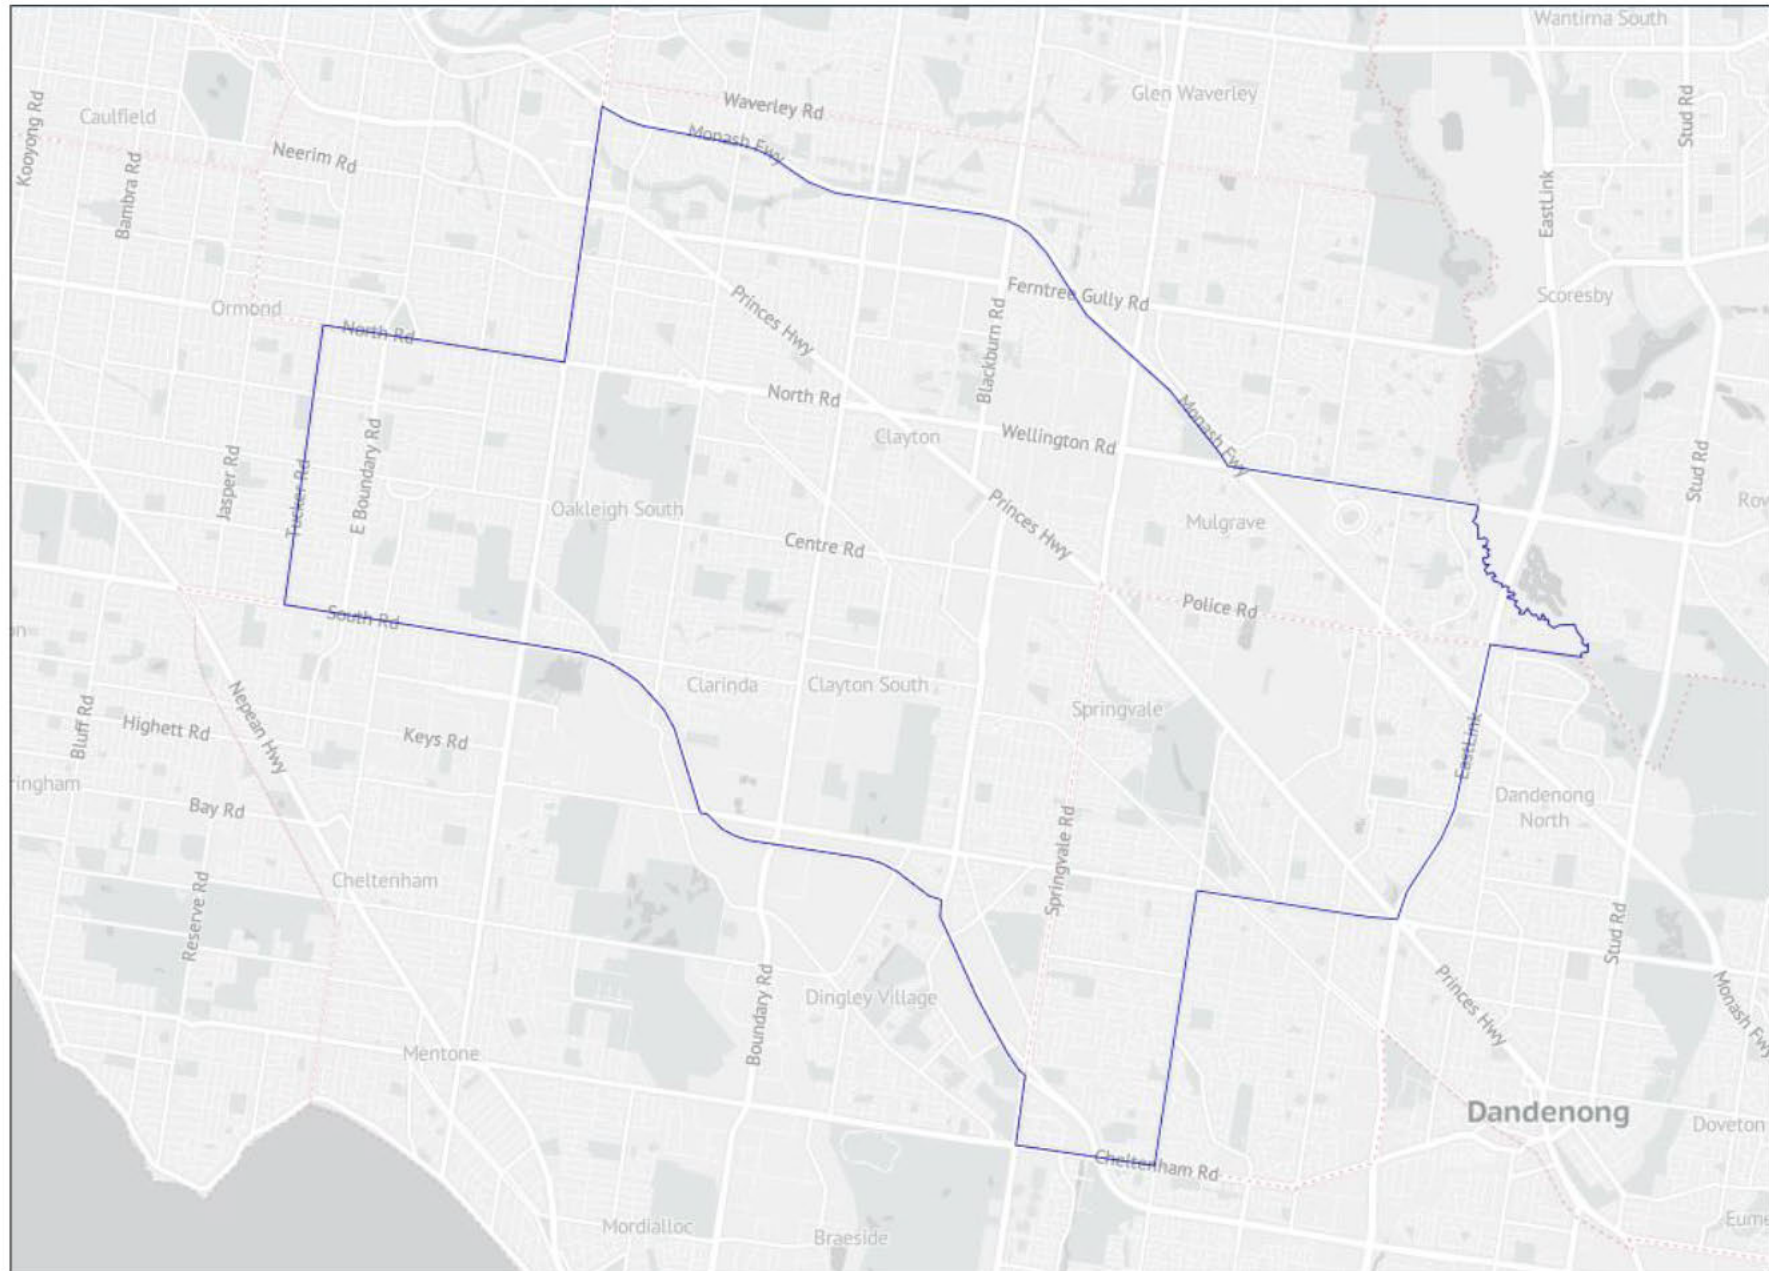 Wantirna South
Glen Waverley
Waverley Rd
Stud Rd
Kooyong Rd
Caulfield
Monash Fwy
Neerim Rd
Bambra Rd
EastLink
Ferntree Gully Rd
Scoresby
Ormond
Princes Hwy
North Rd
Blackburn Rd
North Rd
Monash Fwy
Clayton
Wellington Rd
Jasper Rd
Tucker Rd
E Boundary Rd
Stud Rd
Row
Oakleigh South
Princes Hwy
Mulgrave
Centre Rd
Police Rd
South Rd
on
Clarinda
Clayton South
Springvale
Bluff Rd
Highett Rd
Nepean Hwy
Keys Rd
EastLink
ringham
Bay Rd
Dandenong
North
Springvale Rd
Cheltenham
Reserve Rd
Stud Rd
Dingley Village
Boundary Rd
Princes Hwy
Monash Fwy
Mentone
Dandenong
Doveton
Cheltenham Rd
Mordialloc
Braeside
Eume